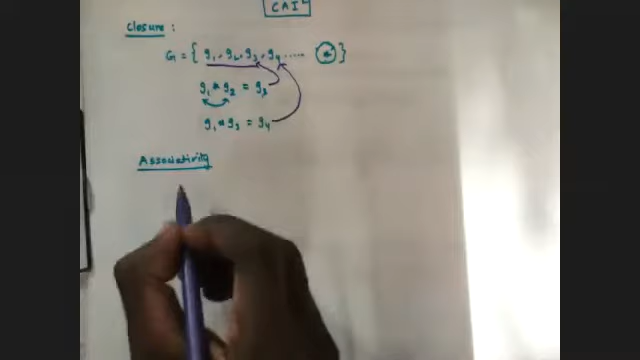 CAI
Closure :
G = { g₁, g₂, g₃, g₄ ..... * }
g₁ * g₂ = g₃
g₁ * g₃ = g₄
Associativity